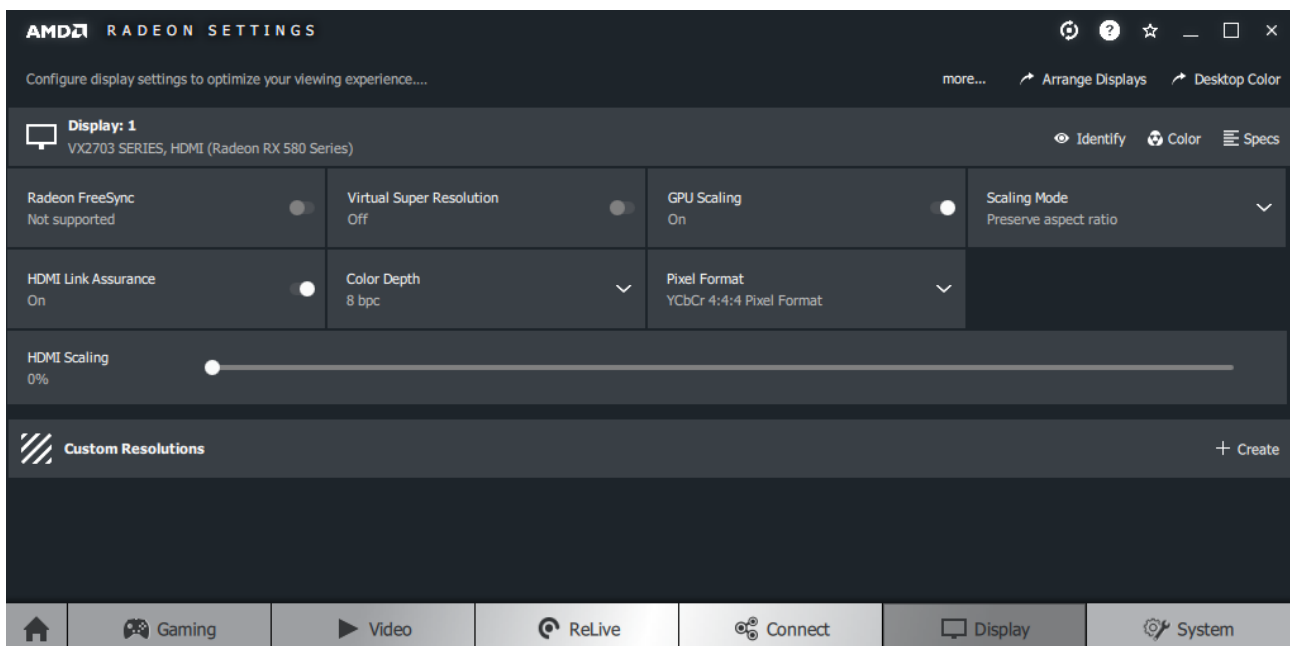 AMD RADEON SETTINGS
Configure display settings to optimize your viewing experience.... more... Arrange Displays Desktop Color
Display: 1
VX2703 SERIES, HDMI (Radeon RX 580 Series)
Identify Color Specs
Radeon FreeSync
Not supported
Virtual Super Resolution
Off
GPU Scaling
On
Scaling Mode
Preserve aspect ratio
HDMI Link Assurance
On
Color Depth
8 bpc
Pixel Format
YCbCr 4:4:4 Pixel Format
HDMI Scaling
0%
Custom Resolutions Create
Gaming Video ReLive Connect Display System